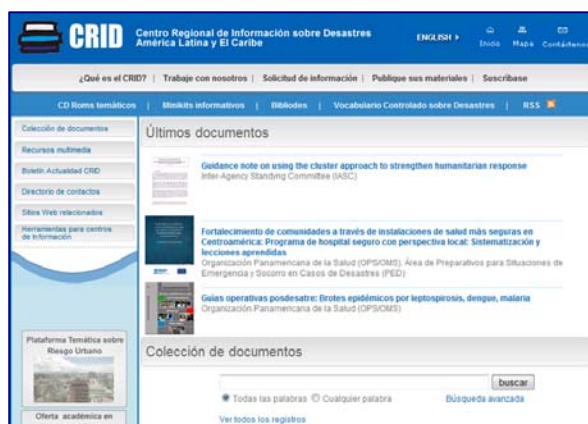 CRID
Centro Regional de Información sobre Desastres
América Latina y El Caribe
ENGLISH
Inicio Mapa Contáctenos
¿Qué es el CRID? | Trabaje con nosotros | Solicitud de información | Publique sus materiales | Suscríbase
CD Roms temáticos | Minikits informativos | Bibliodes | Vocabulario Controlado sobre Desastres | RSS
Colección de documentos
Recursos multimedia
Boletín Actualidad CRID
Directorio de contactos
Sitios Web relacionados
Herramientas para centros
de Información
Plataforma Temática sobre
Riesgo Urbano
Oferta académica en
Últimos documentos
Guidance note on using the cluster approach to strengthen humanitarian response
Inter-Agency Standyng Committee (IASC)
Fortalecimiento de comunidades a través de instalaciones de salud más seguras en
Centroamérica: Programa de hospital seguro con perspectiva local: Sistematización y
lecciones aprendidas
Organización Panamericana de la Salud (OPS/OMS). Área de Preparativos para Situaciones de
Emergencia y Socorro en Casos de Desastres (PED)
Guías operativas posdesatre: Brotes epidémicos por leptospirosis, dengue, malaria
Organización Panamericana de la Salud (OPS/OMS)
Colección de documentos
buscar
Todas las palabras Cualquier palabra Búsqueda avanzada
Ver todos los registros